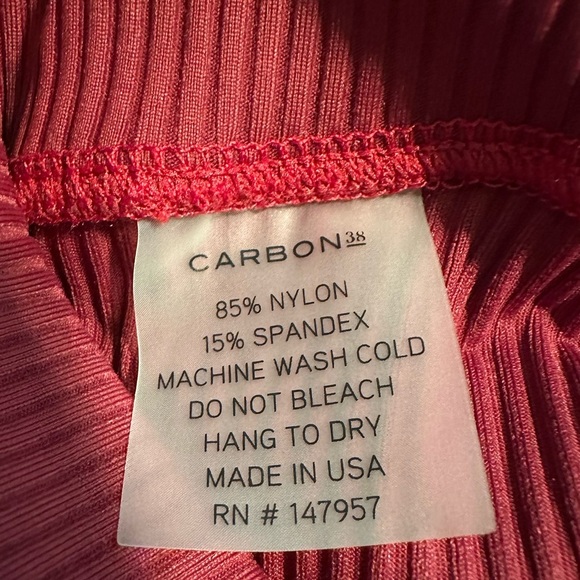 CARBON38
85% NYLON
15% SPANDEX
MACHINE WASH COLD
DO NOT BLEACH
HANG TO DRY
MADE IN USA
RN # 147957